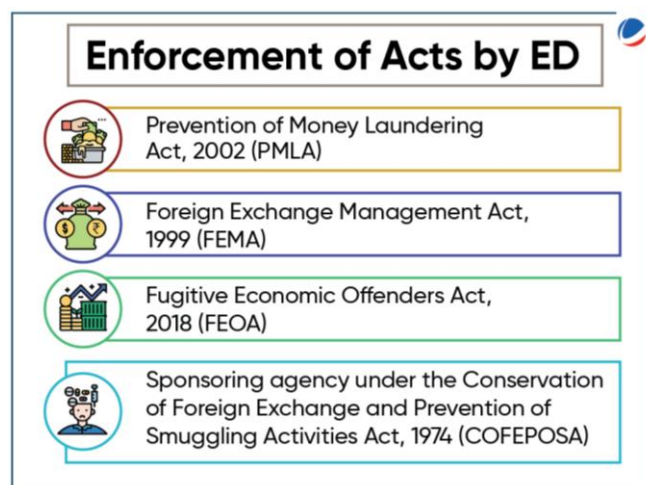 Enforcement of Acts by ED
Prevention of Money Laundering
Act, 2002 (PMLA)
Foreign Exchange Management Act,
1999 (FEMA)
Fugitive Economic Offenders Act,
2018 (FEOA)
Sponsoring agency under the Conservation
of Foreign Exchange and Prevention of
Smuggling Activities Act, 1974 (COFEPOSA)